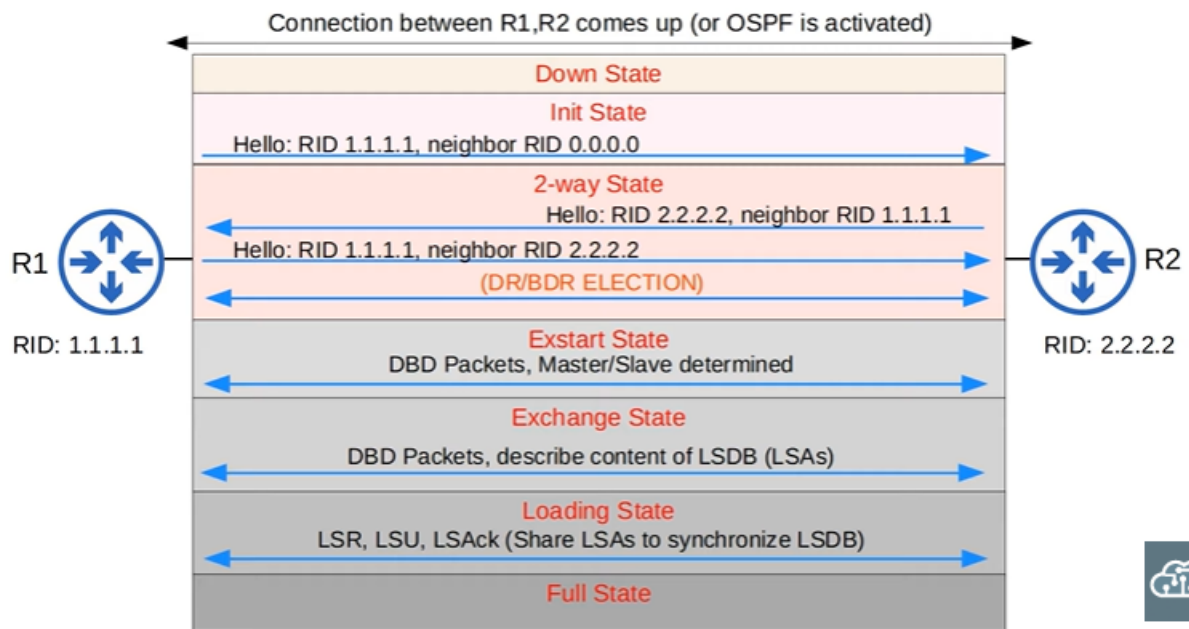 Connection between R1,R2 comes up (or OSPF is activated)
Down State
Init State
Hello: RID 1.1.1.1, neighbor RID 0.0.0.0
2-way State
Hello: RID 2.2.2.2, neighbor RID 1.1.1.1
Hello: RID 1.1.1.1, neighbor RID 2.2.2.2
(DR/BDR ELECTION)
R1
RID: 1.1.1.1
R2
RID: 2.2.2.2
Exstart State
DBD Packets, Master/Slave determined
Exchange State
DBD Packets, describe content of LSDB (LSAs)
Loading State
LSR, LSU, LSAck (Share LSAs to synchronize LSDB)
Full State